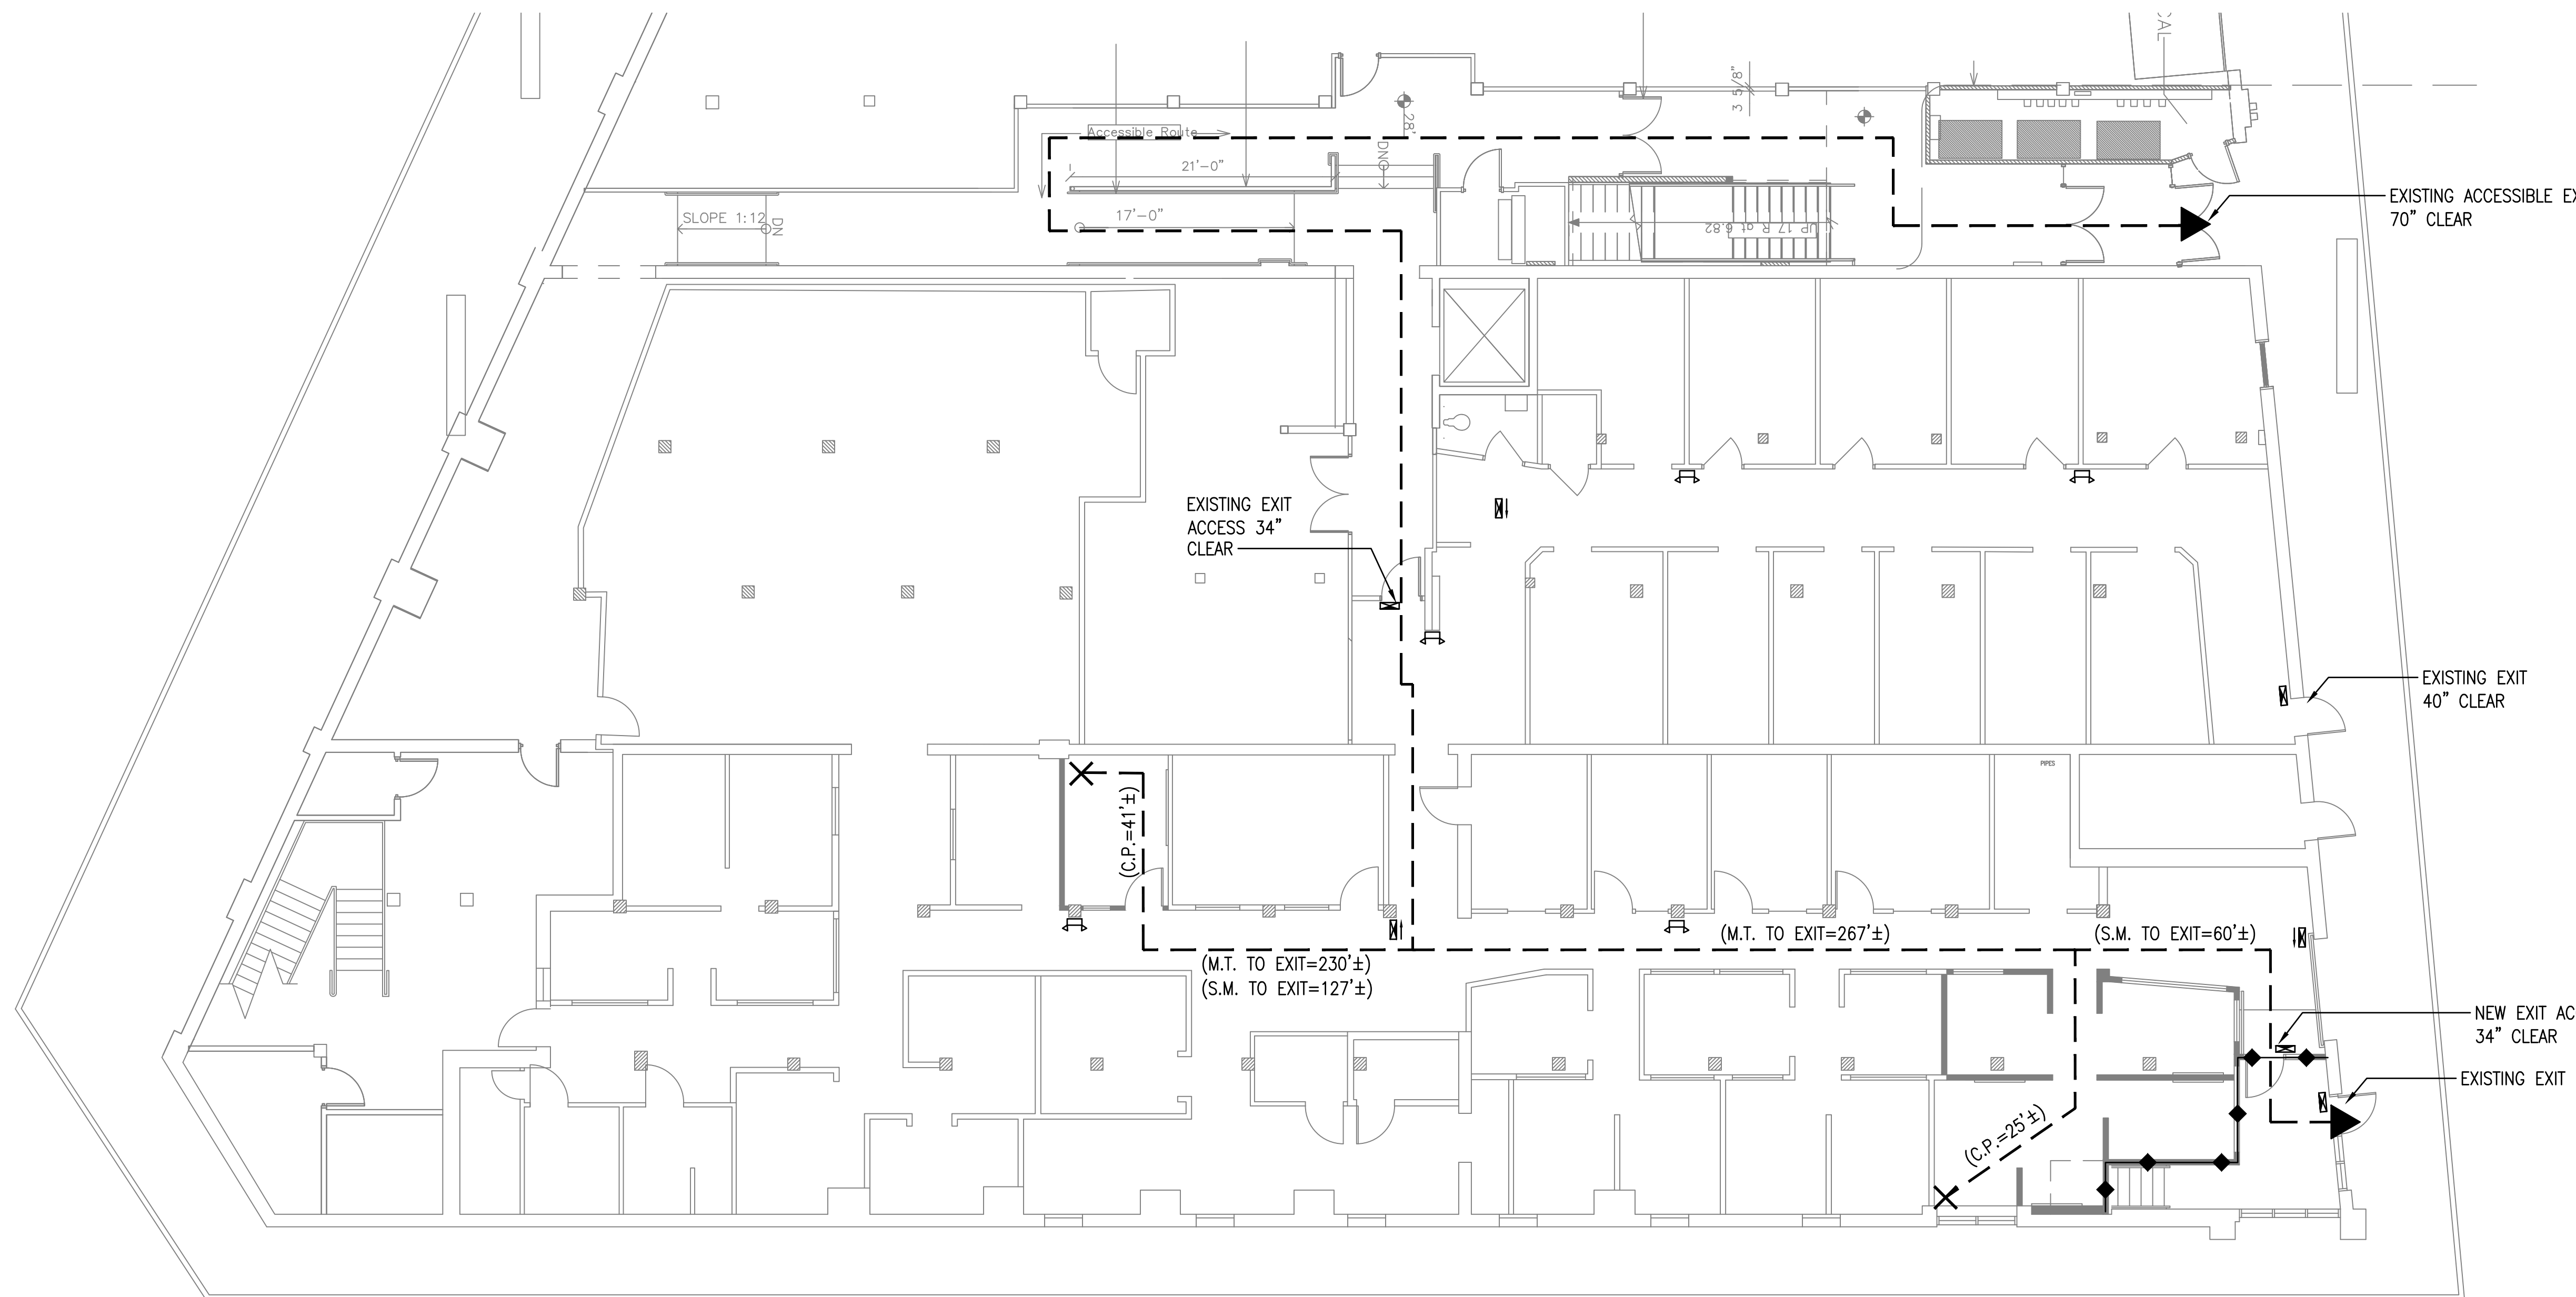 CAL
3 5/8"
Accessible Route
28'
DN
21'-0"
17'-0"
SLOPE 1:12
DN
UP 17 R at 6.82
EXISTING ACCESSIBLE EX
70" CLEAR
EXISTING EXIT
ACCESS 34"
CLEAR
EXISTING EXIT
40" CLEAR
PIPES
(C.P.=41'±)
(M.T. TO EXIT=267'±)
(S.M. TO EXIT=60'±)
(M.T. TO EXIT=230'±)
(S.M. TO EXIT=127'±)
NEW EXIT AC
34" CLEAR
EXISTING EXIT
(C.P.=25'±)